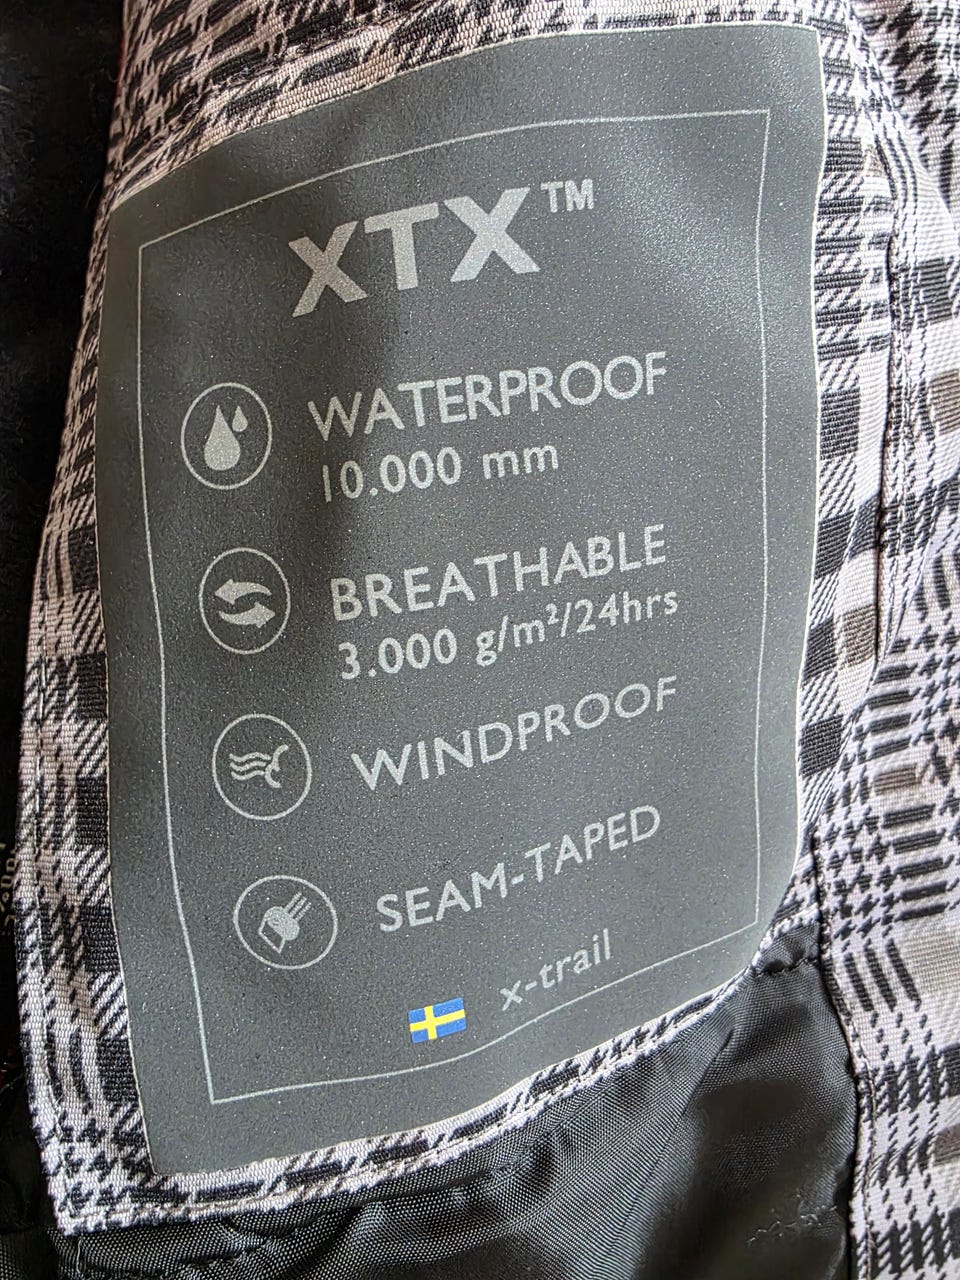 XTX™
WATERPROOF
10.000 mm
BREATHABLE
3.000 g/m²/24hrs
WINDPROOF
SEAM-TAPED
x-trail